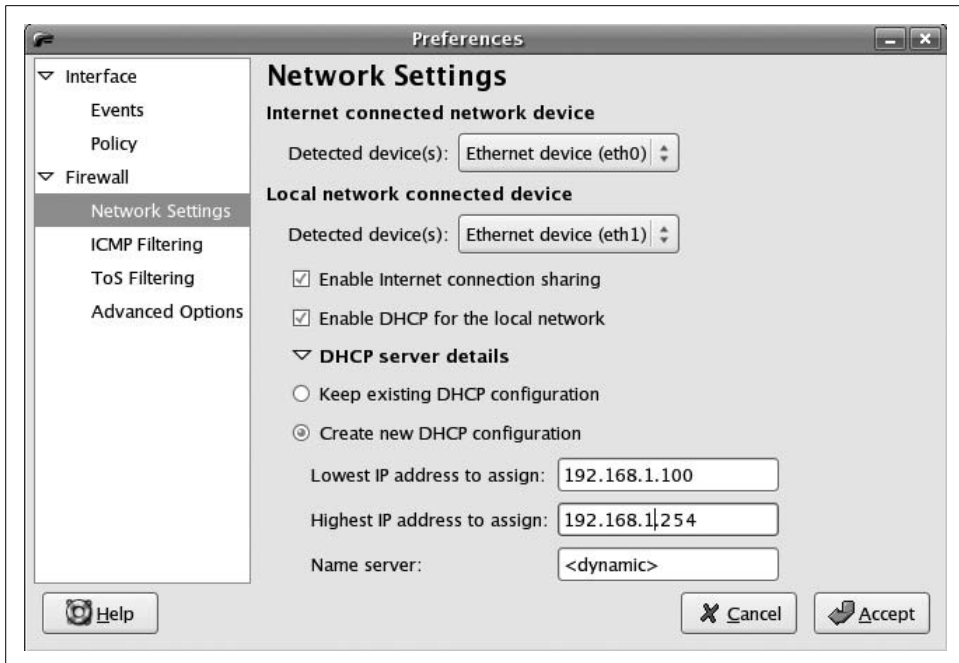 Preferences
Interface
Events
Policy
Firewall
Network Settings
ICMP Filtering
ToS Filtering
Advanced Options
Network Settings
Internet connected network device
Detected device(s): Ethernet device (eth0)
Local network connected device
Detected device(s): Ethernet device (eth1)
Enable Internet connection sharing
Enable DHCP for the local network
DHCP server details
Keep existing DHCP configuration
Create new DHCP configuration
Lowest IP address to assign: 192.168.1.100
Highest IP address to assign: 192.168.1.254
Name server: <dynamic>
Help
Cancel
Accept